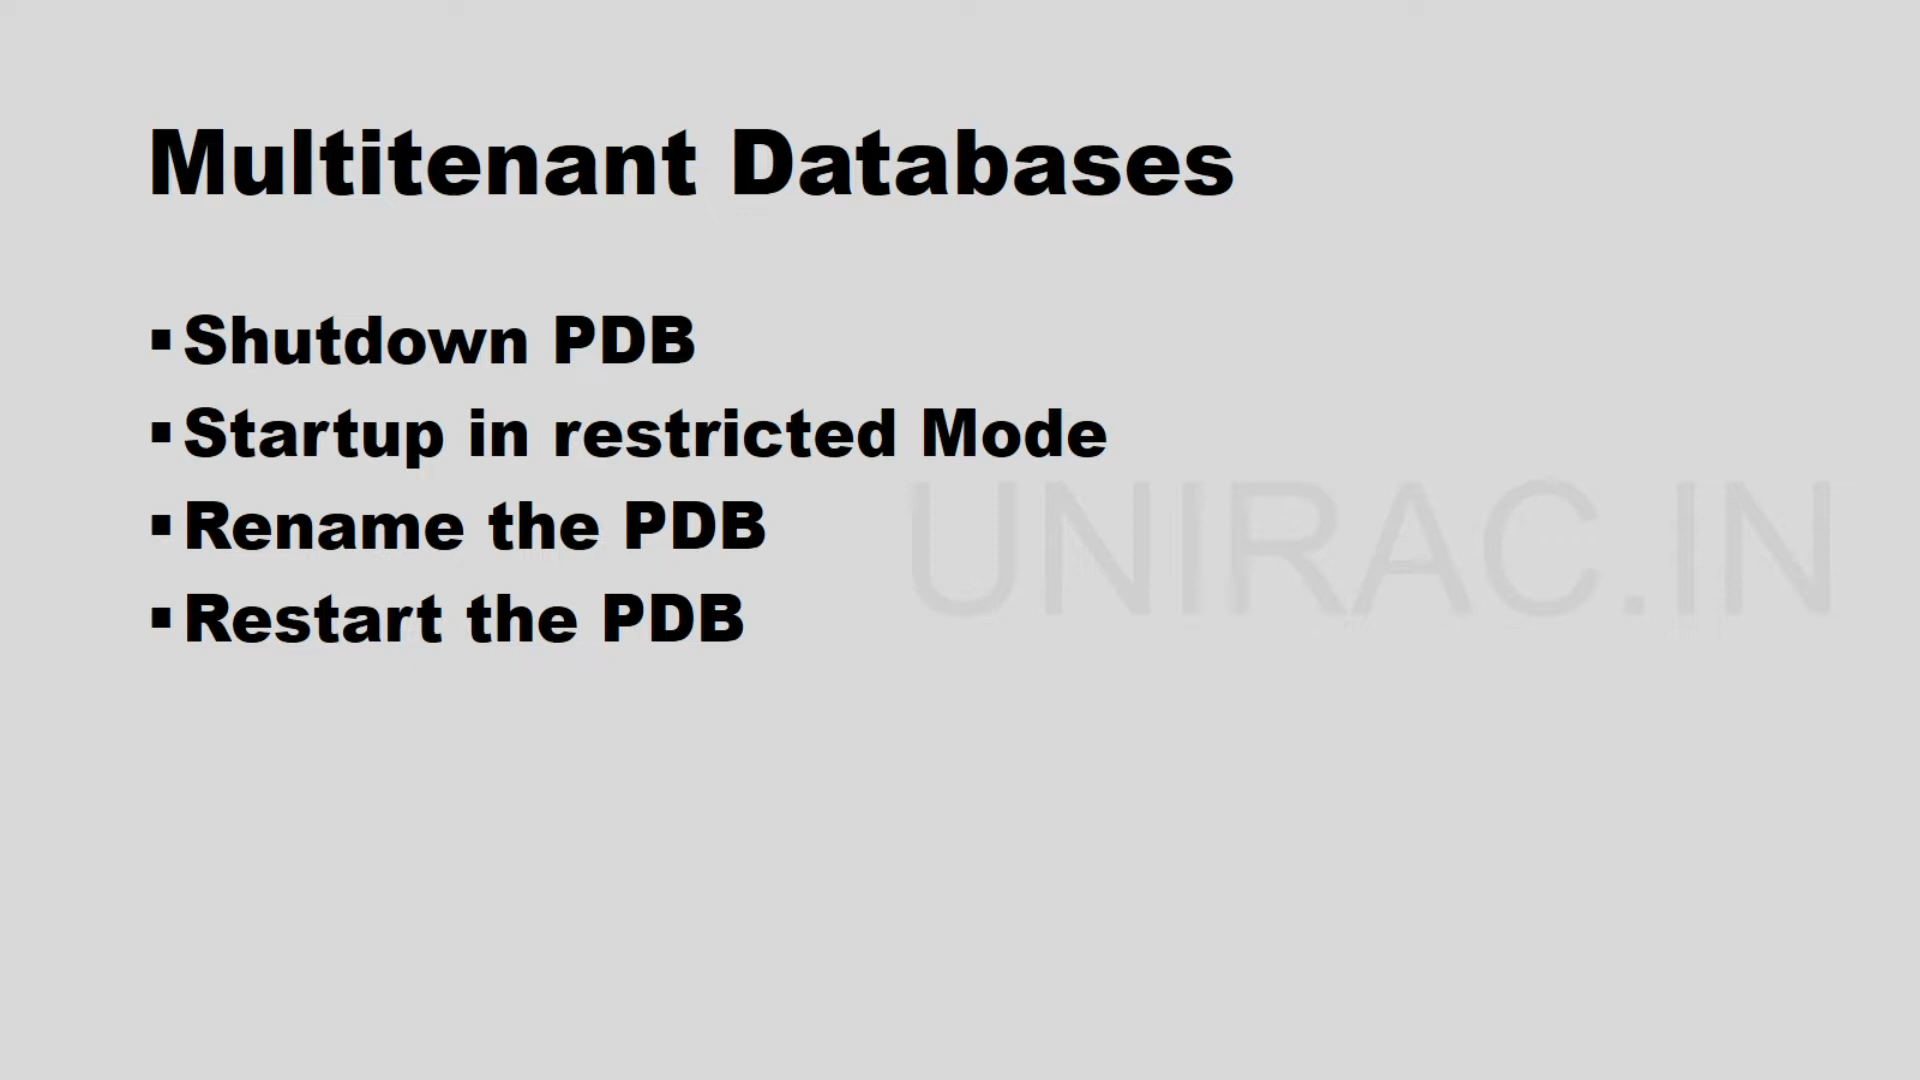 Multitenant Databases
▪Shutdown PDB
▪Startup in restricted Mode
▪Rename the PDB
▪Restart the PDB
UNIRAC.IN